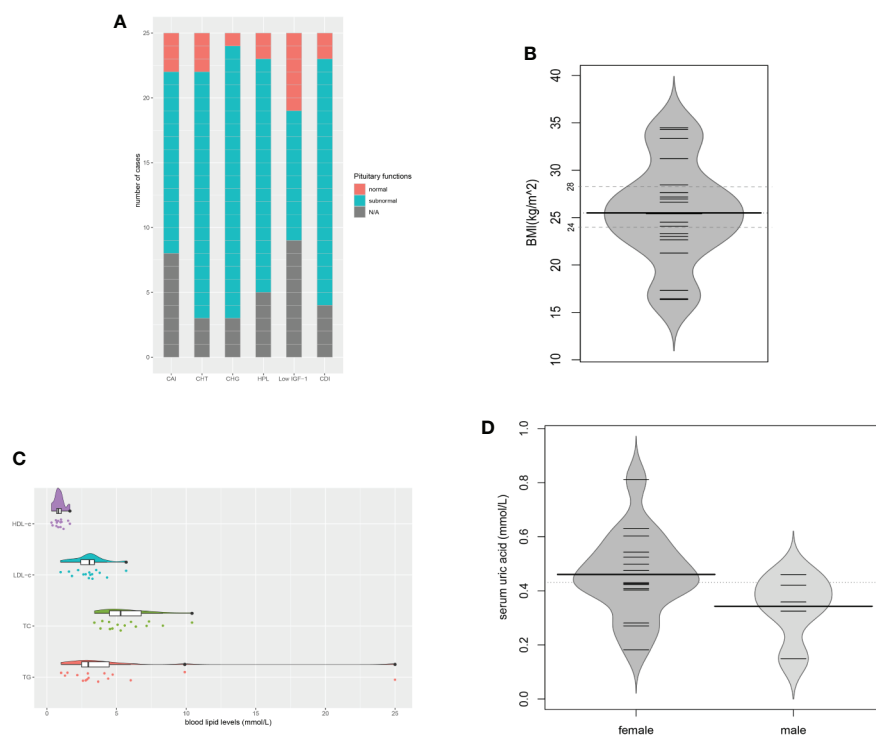 A
25
20
15
10
5
0
number of cases
CAI CHT CHG HPL Low IGF-1 CDI
Pituitary functions
normal
subnormal
N/A
B
40
35
30
25
20
15
10
BMI(kg/m^2)
28
24
C
HDL-c
LDL-c
TC
TG
0 5 10 15 20 25
blood lipid levels (mmol/L)
D
1.0
0.8
0.6
0.4
0.2
0.0
serum uric acid (mmol/L)
female male